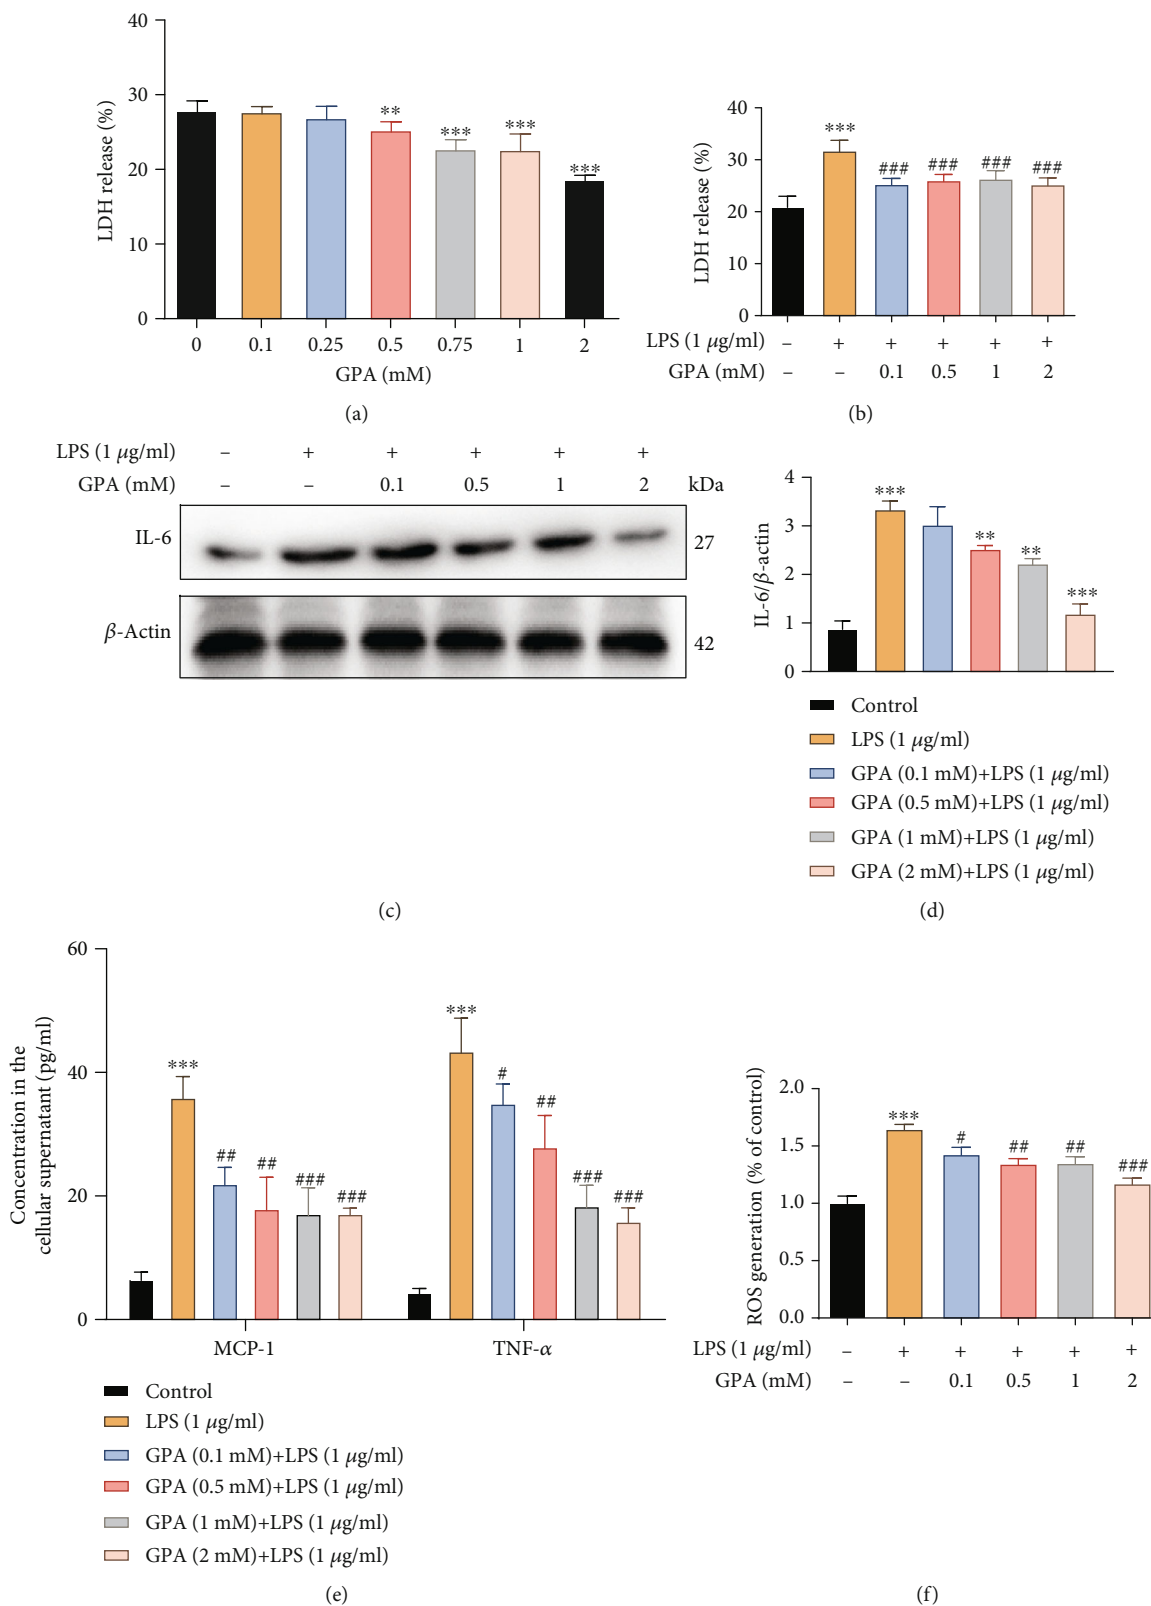 40
30
20
10
0
LDH release (%)
**
***
***
***
0 0.1 0.25 0.5 0.75 1 2
GPA (mM)
(a)
40
30
20
10
0
LDH release (%)
***
###
###
###
###
LPS (1 μg/ml) – + + + + +
GPA (mM) – – 0.1 0.5 1 2
(b)
LPS (1 μg/ml) – + + + + +
GPA (mM) – – 0.1 0.5 1 2 kDa
IL-6 27
β-Actin 42
(c)
4
3
2
1
0
IL-6/β-actin
***
**
**
***
Control
LPS (1 μg/ml)
GPA (0.1 mM)+LPS (1 μg/ml)
GPA (0.5 mM)+LPS (1 μg/ml)
GPA (1 mM)+LPS (1 μg/ml)
GPA (2 mM)+LPS (1 μg/ml)
(d)
60
40
20
0
Concentration in the
cellular supernatant (pg/ml)
***
##
##
###
###
***
#
##
###
###
MCP-1 TNF-α
Control
LPS (1 μg/ml)
GPA (0.1 mM)+LPS (1 μg/ml)
GPA (0.5 mM)+LPS (1 μg/ml)
GPA (1 mM)+LPS (1 μg/ml)
GPA (2 mM)+LPS (1 μg/ml)
(e)
2.0
1.5
1.0
0.5
0.0
ROS generation (% of control)
***
#
##
##
###
LPS (1 μg/ml) – + + + + +
GPA (mM) – – 0.1 0.5 1 2
(f)